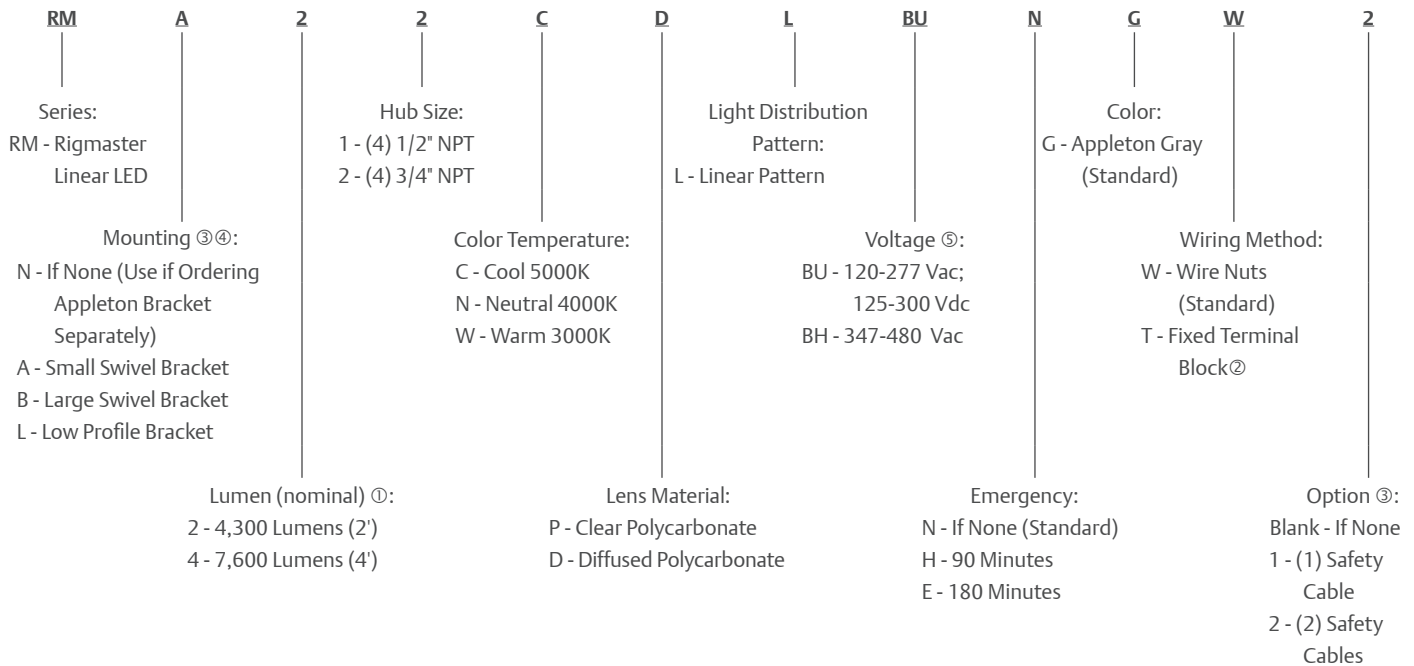 RM A 2 2 C D L BU N G W 2
Series:
RM - Rigmaster
Linear LED
Hub Size:
1 - (4) 1/2" NPT
2 - (4) 3/4" NPT
Light Distribution
Pattern:
L - Linear Pattern
Color:
G - Appleton Gray
(Standard)
Mounting ③④:
N - If None (Use if Ordering
Appleton Bracket
Separately)
A - Small Swivel Bracket
B - Large Swivel Bracket
L - Low Profile Bracket
Color Temperature:
C - Cool 5000K
N - Neutral 4000K
W - Warm 3000K
Voltage ⑤:
BU - 120-277 Vac;
125-300 Vdc
BH - 347-480 Vac
Wiring Method:
W - Wire Nuts
(Standard)
T - Fixed Terminal
Block②
Lumen (nominal) ①:
2 - 4,300 Lumens (2')
4 - 7,600 Lumens (4')
Lens Material:
P - Clear Polycarbonate
D - Diffused Polycarbonate
Emergency:
N - If None (Standard)
H - 90 Minutes
E - 180 Minutes
Option ③:
Blank - If None
1 - (1) Safety
Cable
2 - (2) Safety
Cables